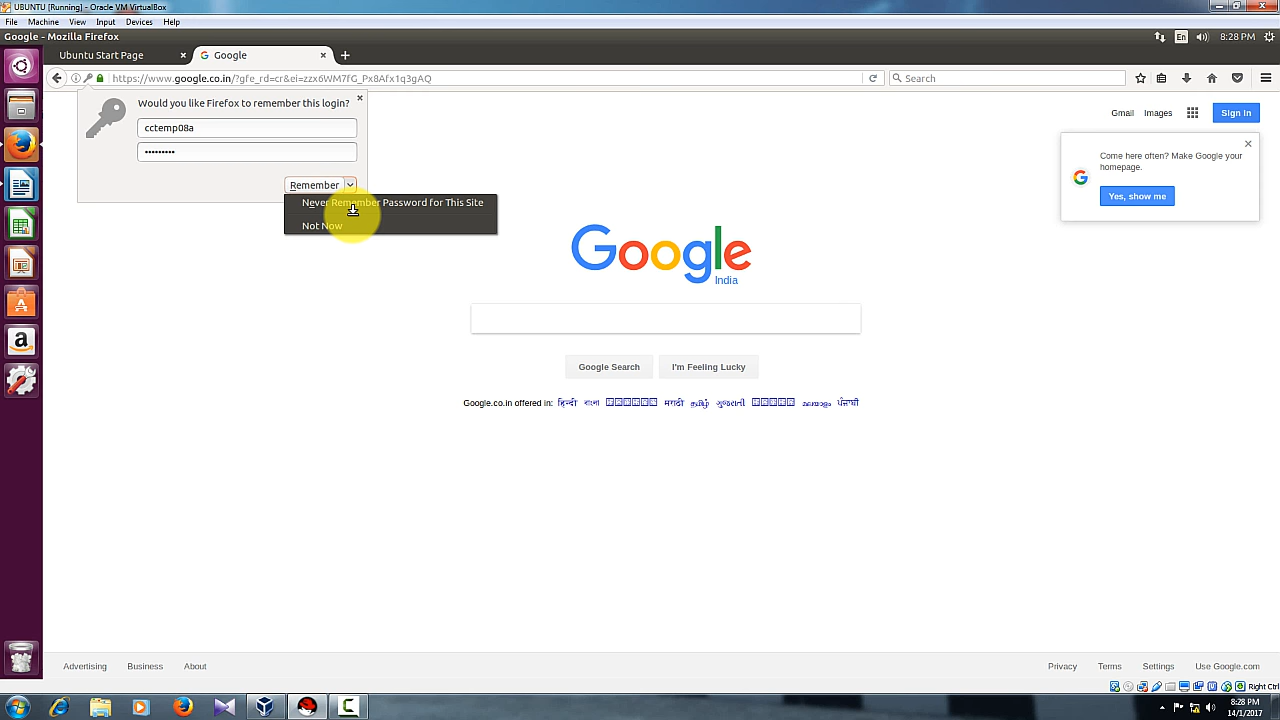 UBUNTU [Running] - Oracle VM VirtualBox
File Machine View Input Devices Help
Google - Mozilla Firefox
En
8:28 PM
Ubuntu Start Page
Google
https://www.google.co.in/?gfe_rd=cr&ei=zzx6WM7fG_Px8Afx1q3gAQ
Search
Would you like Firefox to remember this login?
cctemp08a
•••••••••
Remember
Never Remember Password for This Site
Not Now
Gmail Images
Sign in
Come here often? Make Google your
homepage.
Yes, show me
Google
India
Google Search
I'm Feeling Lucky
Google.co.in offered in: हिन्दी বাংলা मराठी தமிழ் ગુજરાતી മലയാളം ਪੰਜਾਬੀ
Advertising Business About
Privacy Terms Settings Use Google.com
Right Ctrl
8:28 PM
14/1/2017